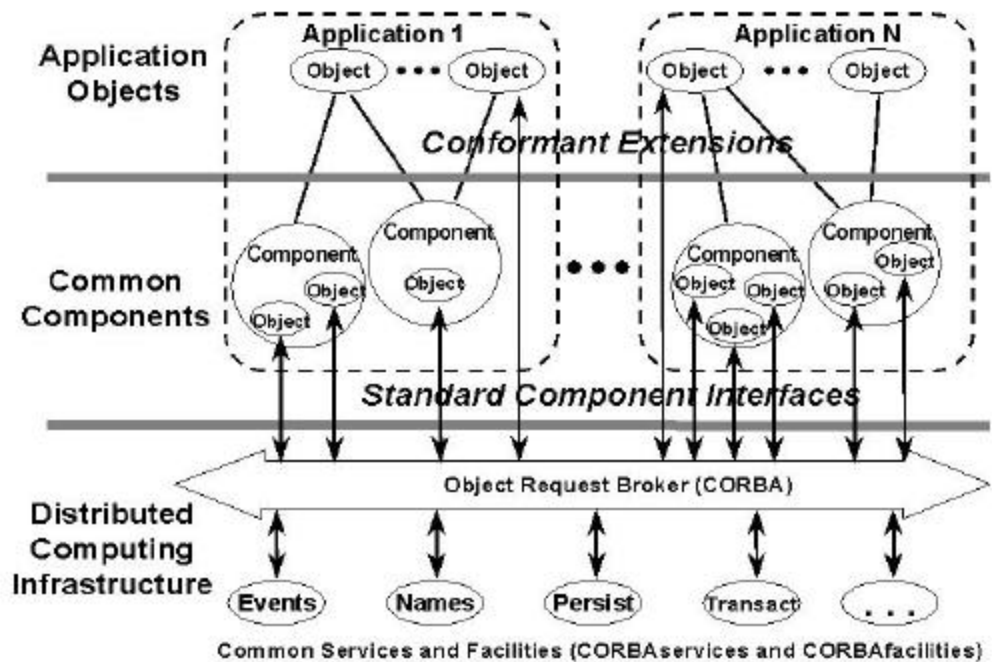 Application Objects
Application 1
Application N
Object ••• Object
Object ••• Object
Conformant Extensions
Common Components
Component
Object
Object
Component
Object
•••
Component
Object
Object
Object
Component
Object
Object
Standard Component Interfaces
Object Request Broker (CORBA)
Distributed Computing Infrastructure
Events
Names
Persist
Transact
...
Common Services and Facilities (CORBAservices and CORBAfacilities)